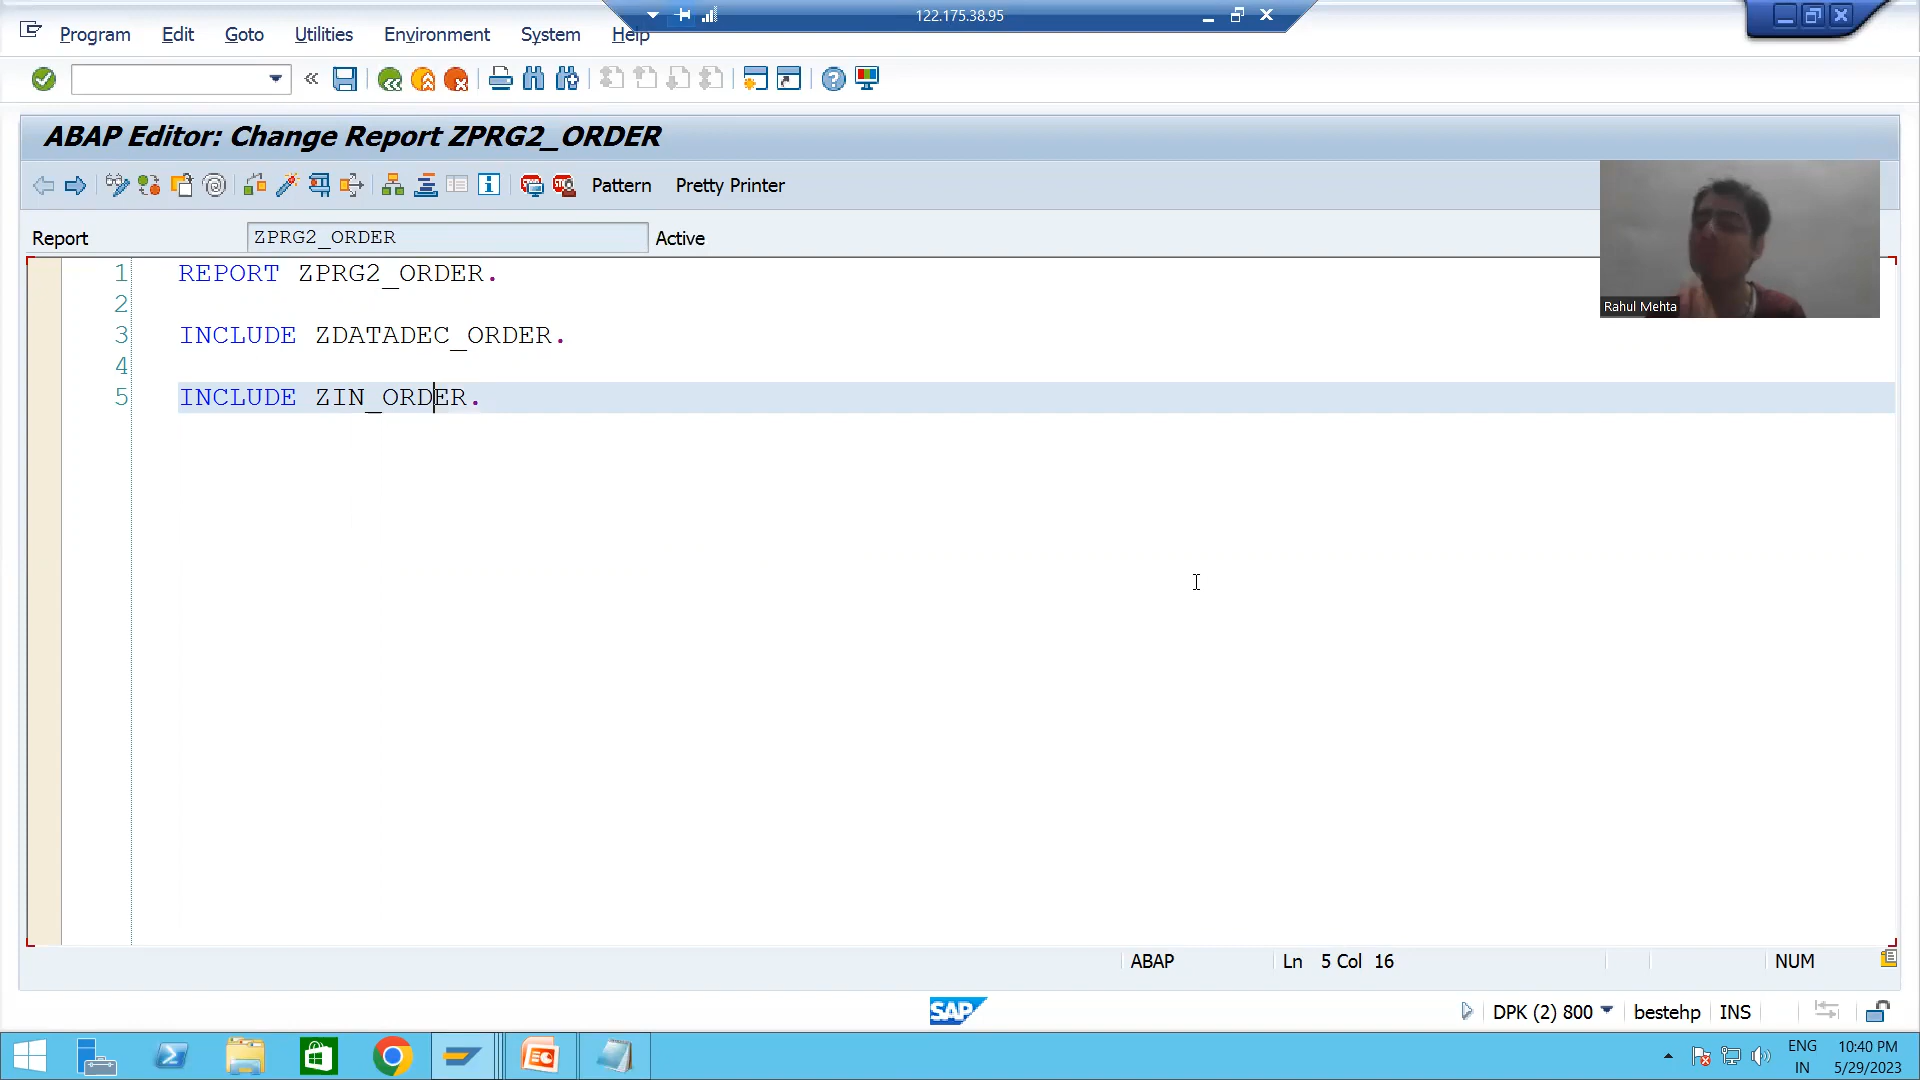 122.175.38.95
Program Edit Goto Utilities Environment System Help
ABAP Editor: Change Report ZPRG2_ORDER
Pattern Pretty Printer
Report ZPRG2_ORDER Active
1 REPORT ZPRG2_ORDER.
2
3 INCLUDE ZDATADEC_ORDER.
4
5 INCLUDE ZIN_ORDER.
Rahul Mehta
ABAP Ln 5 Col 16 NUM
SAP DPK (2) 800 bestehp INS
ENG 10:40 PM
IN 5/29/2023